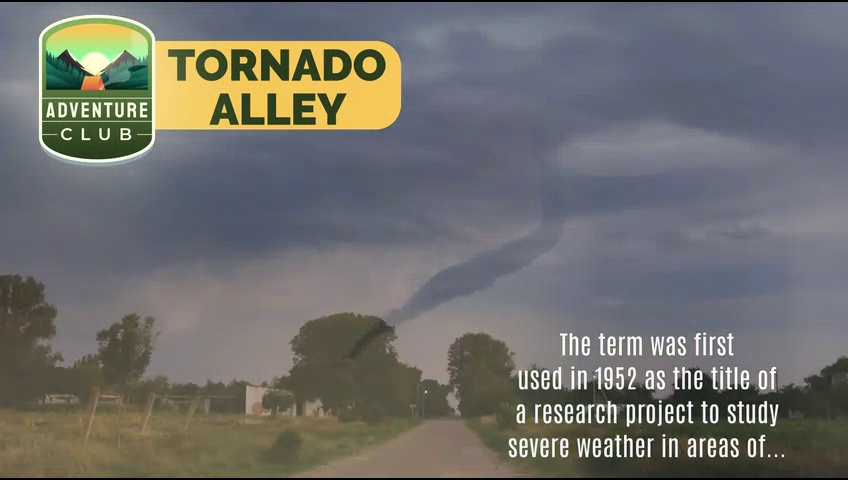 ADVENTURE
CLUB
TORNADO
ALLEY
The term was first
used in 1952 as the title of
a research project to study
severe weather in areas of...